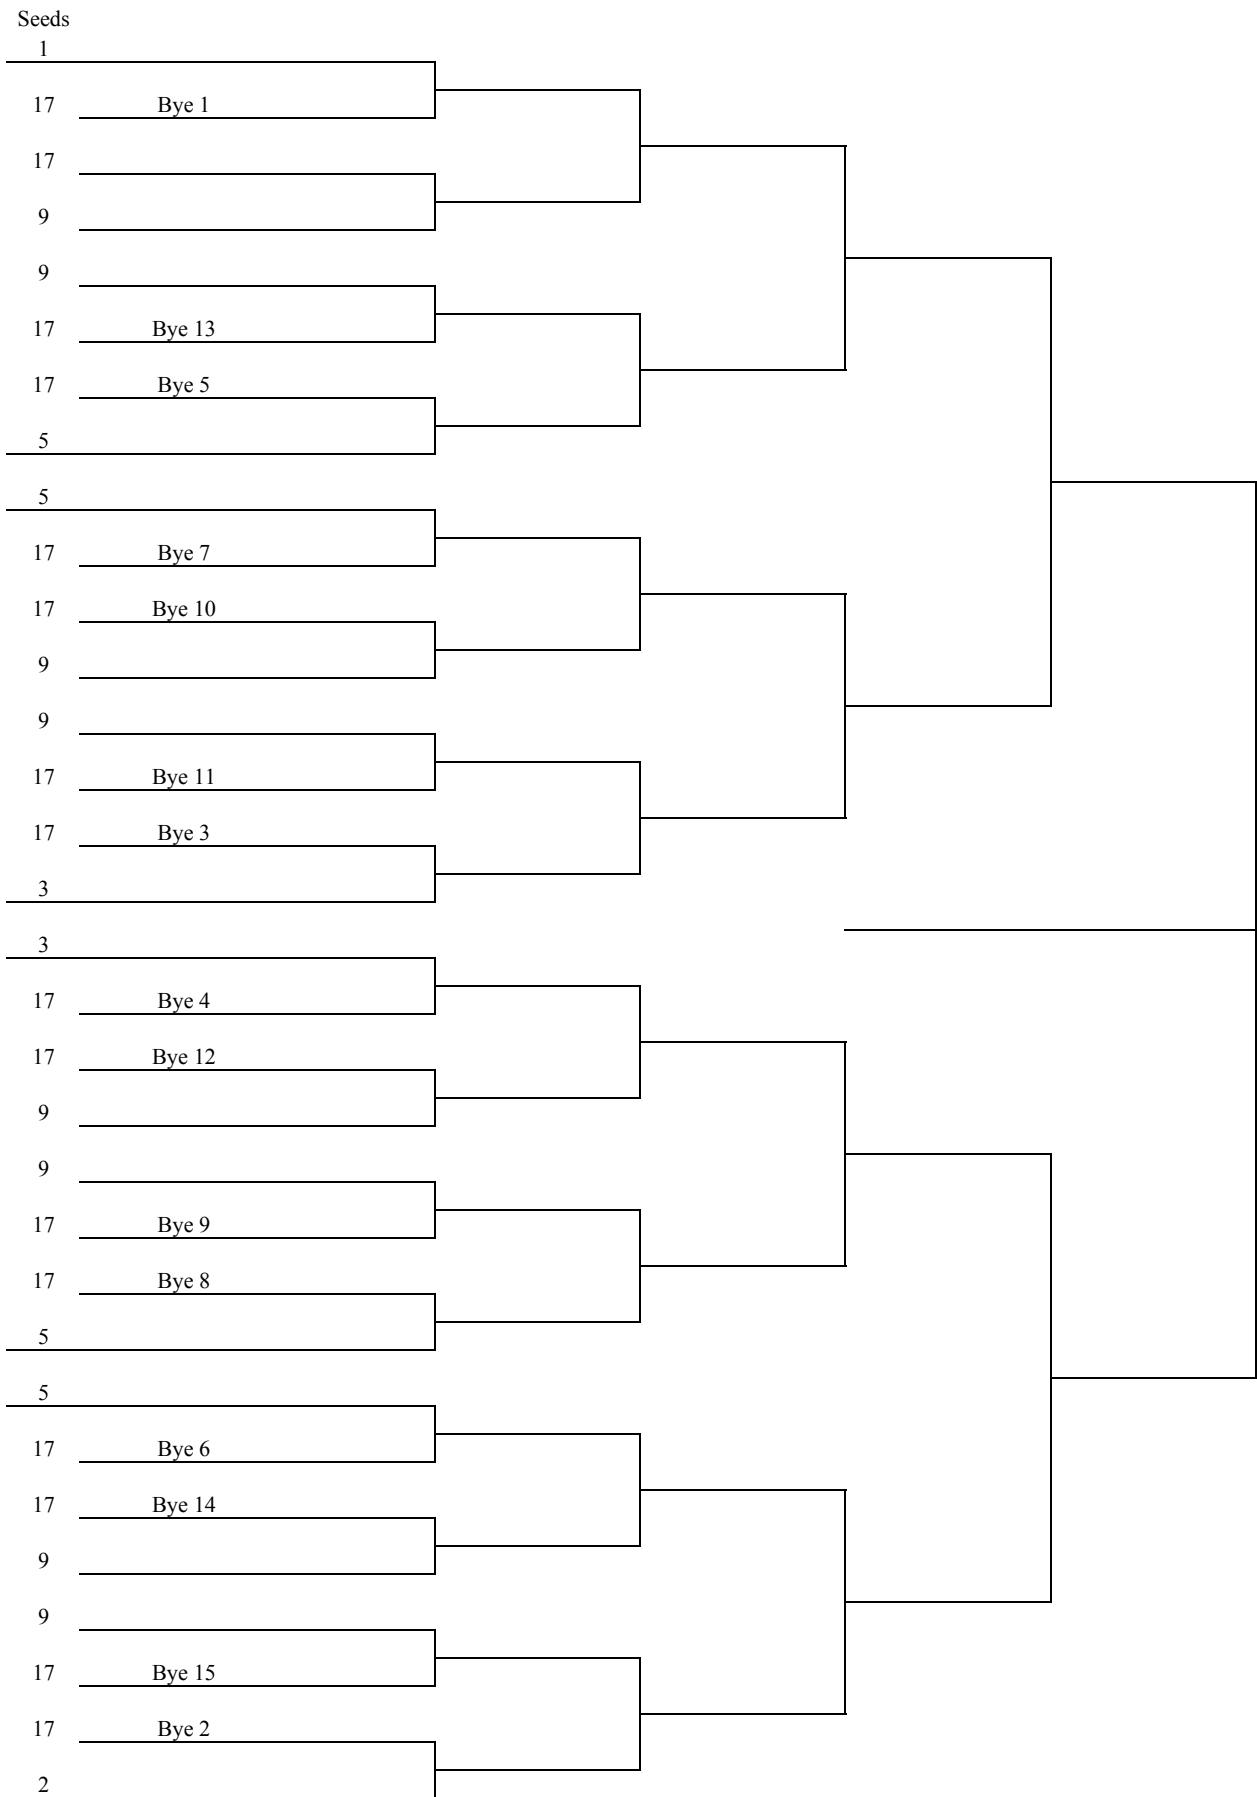 Seeds
1
17 Bye 1
17
9
9
17 Bye 13
17 Bye 5
5
5
17 Bye 7
17 Bye 10
9
9
17 Bye 11
17 Bye 3
3
3
17 Bye 4
17 Bye 12
9
9
17 Bye 9
17 Bye 8
5
5
17 Bye 6
17 Bye 14
9
9
17 Bye 15
17 Bye 2
2